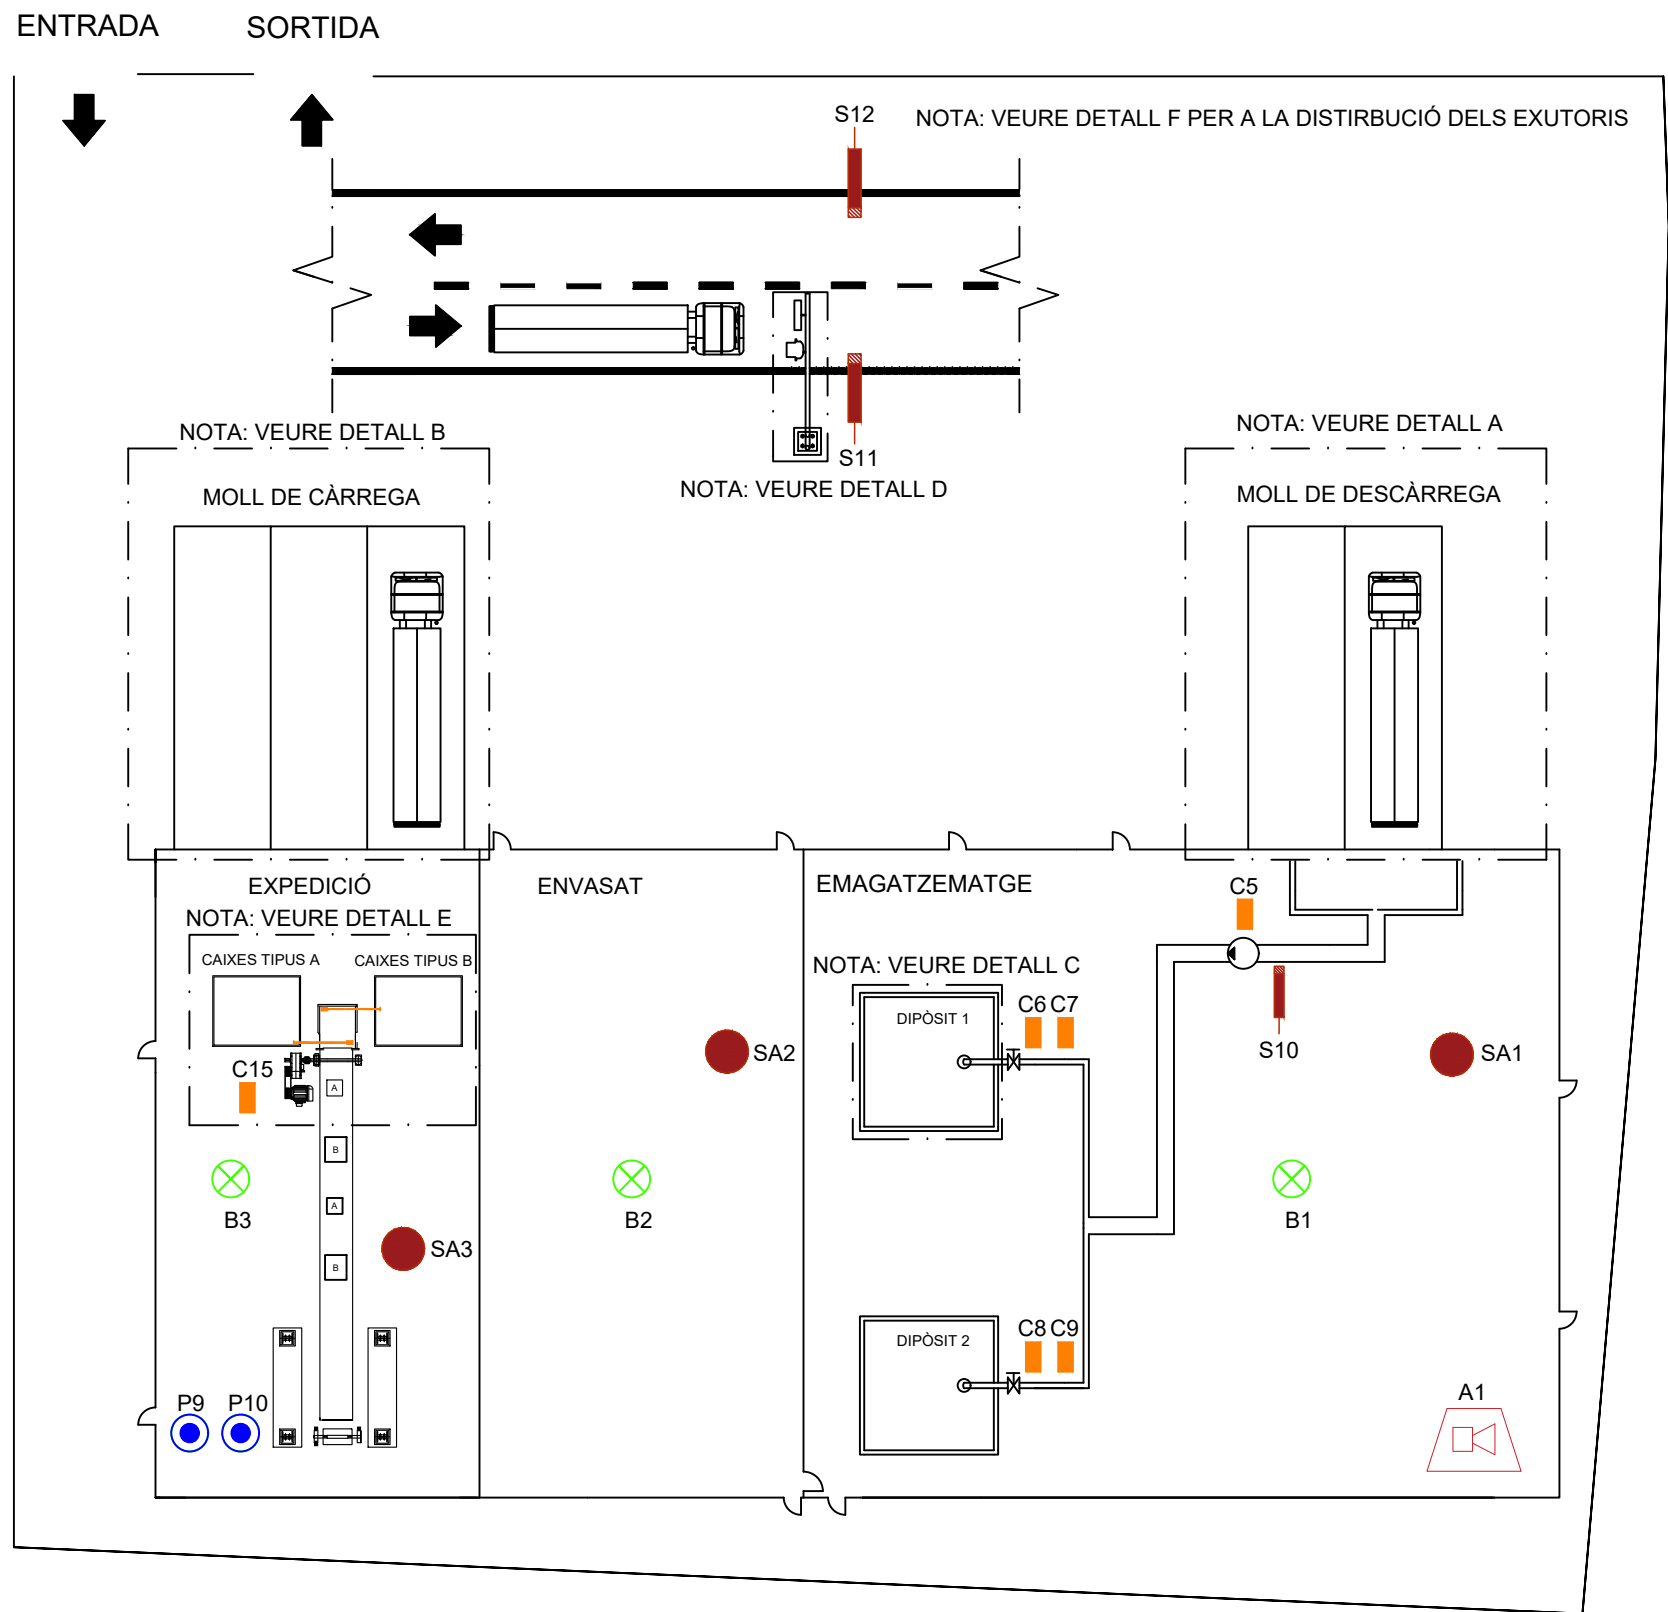 ENTRADA
SORTIDA
S12
NOTA: VEURE DETALL F PER A LA DISTIRBUCIÓ DELS EXUTORIS
NOTA: VEURE DETALL B
MOLL DE CÀRREGA
S11
NOTA: VEURE DETALL D
NOTA: VEURE DETALL A
MOLL DE DESCÀRREGA
EXPEDICIÓ
NOTA: VEURE DETALL E
CAIXES TIPUS A
CAIXES TIPUS B
ENVASAT
EMAGATZEMATGE
C5
NOTA: VEURE DETALL C
DIPÒSIT 1
C6 C7
S10
SA1
SA2
C15
A
B
A
B
B3
B2
B1
SA3
DIPÒSIT 2
C8 C9
P9
P10
A1